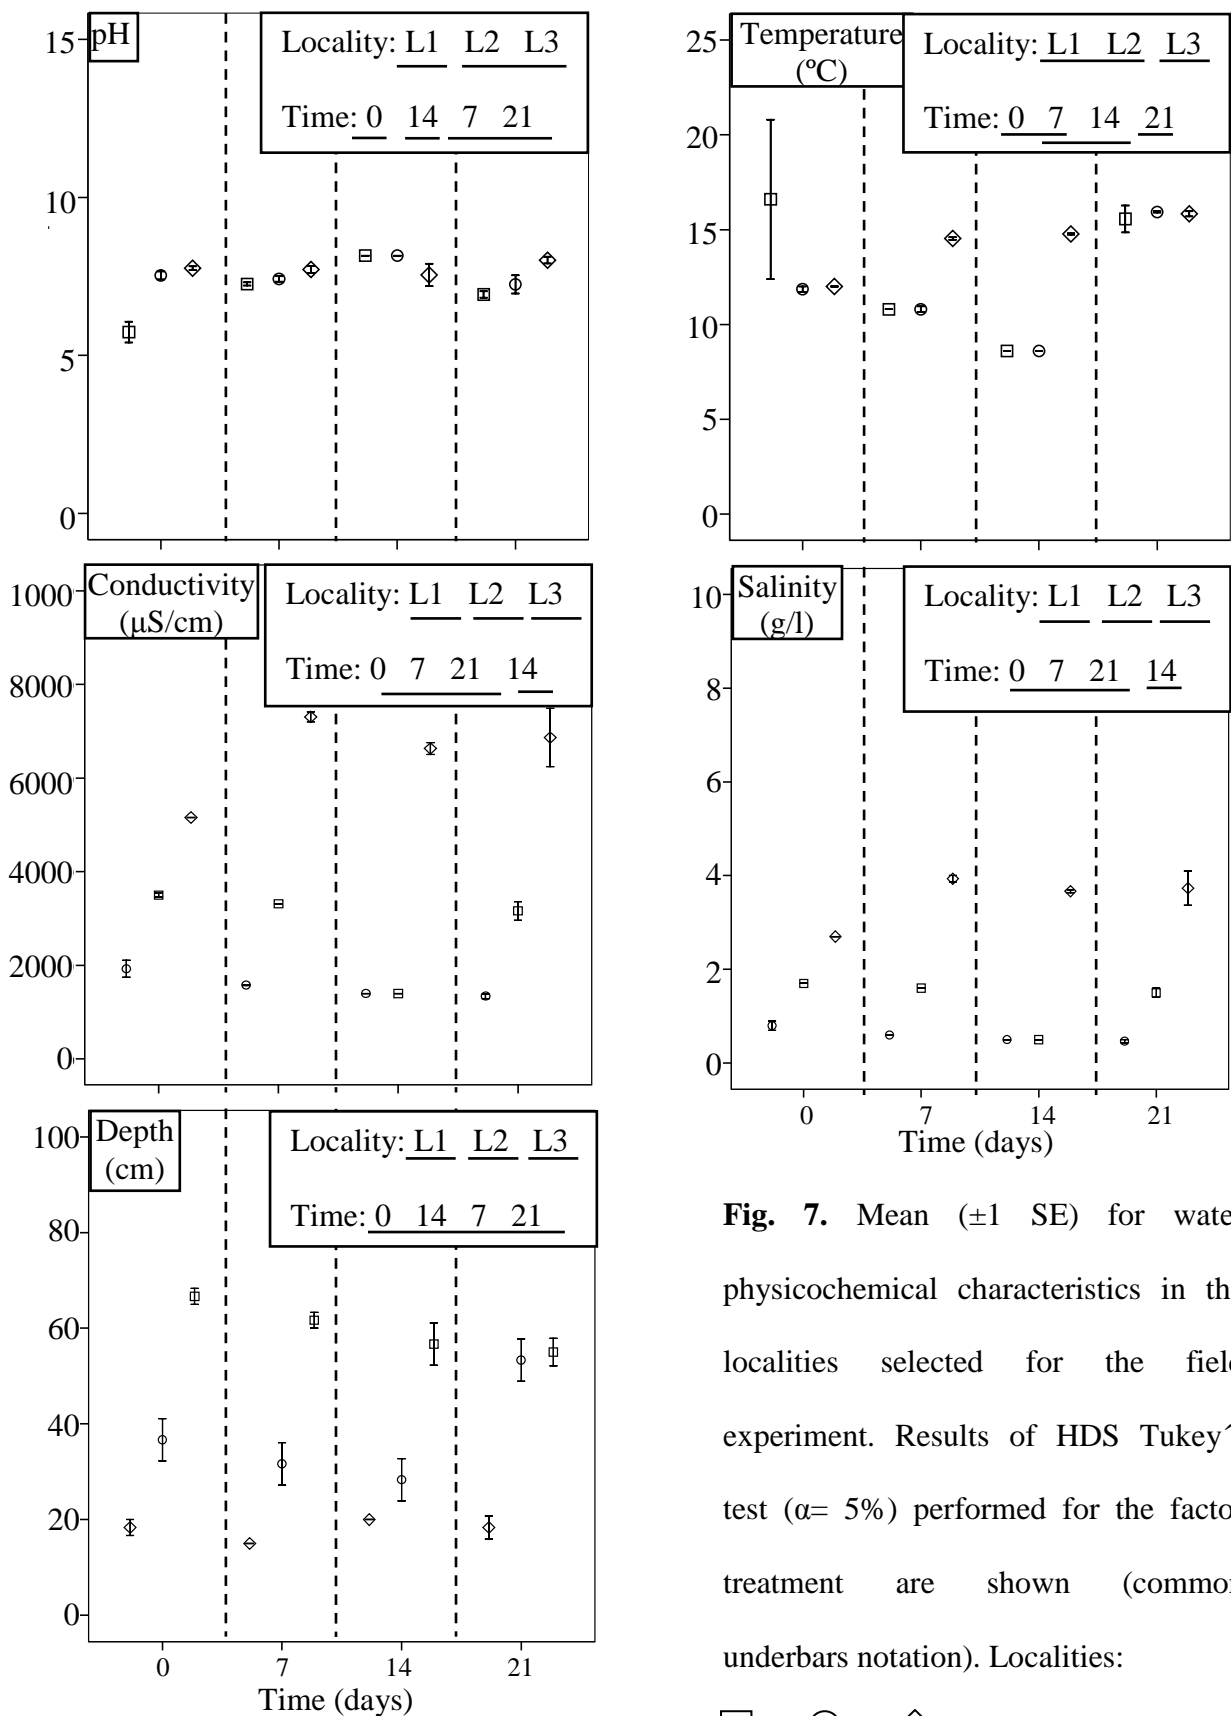 pH
15
10
5
0
Locality: L1 L2 L3
Time: 0 14 7 21
Temperature
(ºC)
25
20
15
10
5
0
Locality: L1 L2 L3
Time: 0 7 14 21
Conductivity
(µS/cm)
1000
8000
6000
4000
2000
0
Locality: L1 L2 L3
Time: 0 7 21 14
Salinity
(g/l)
10
8
6
4
2
0
Locality: L1 L2 L3
Time: 0 7 21 14
0 7 14 21
Time (days)
Depth
(cm)
100
80
60
40
20
0
Locality: L1 L2 L3
Time: 0 14 7 21
0 7 14 21
Time (days)
Fig. 7. Mean (±1 SE) for wate
physicochemical characteristics in th
localities selected for the field
experiment. Results of HDS Tukey^
test (α= 5%) performed for the facto
treatment are shown (common
underbars notation). Localities: